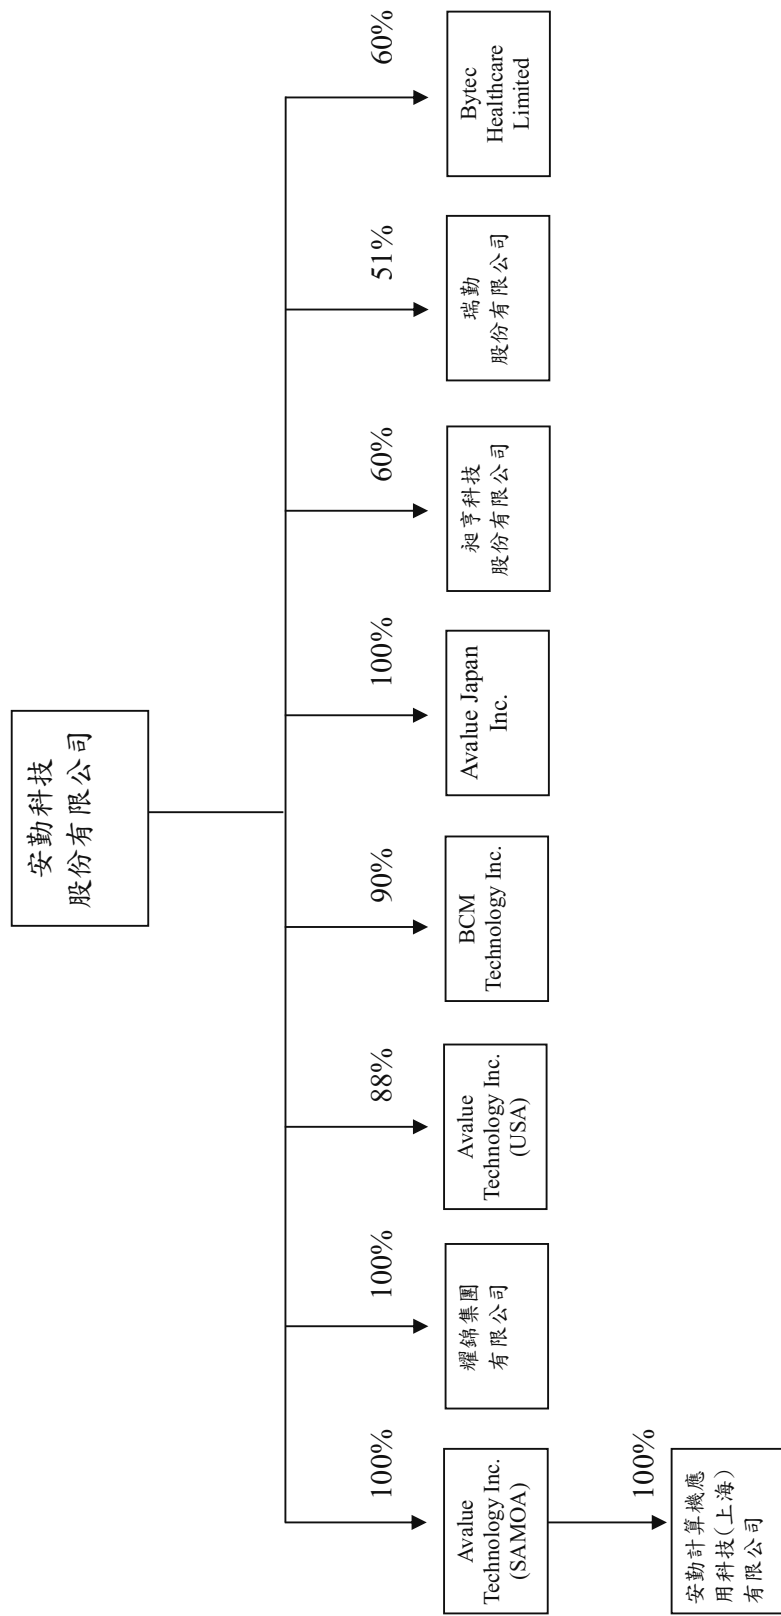 安勤科技
股份有限公司
100%
100%
88%
90%
100%
60%
51%
60%
Avalue
Technology Inc.
(SAMOA)
耀錦集團
有限公司
Avalue
Technology Inc.
(USA)
BCM
Technology Inc.
Avalue Japan
Inc.
昶亨科技
股份有限公司
瑞勤
股份有限公司
Bytec
Healthcare
Limited
100%
安勤計算機應
用科技(上海)
有限公司